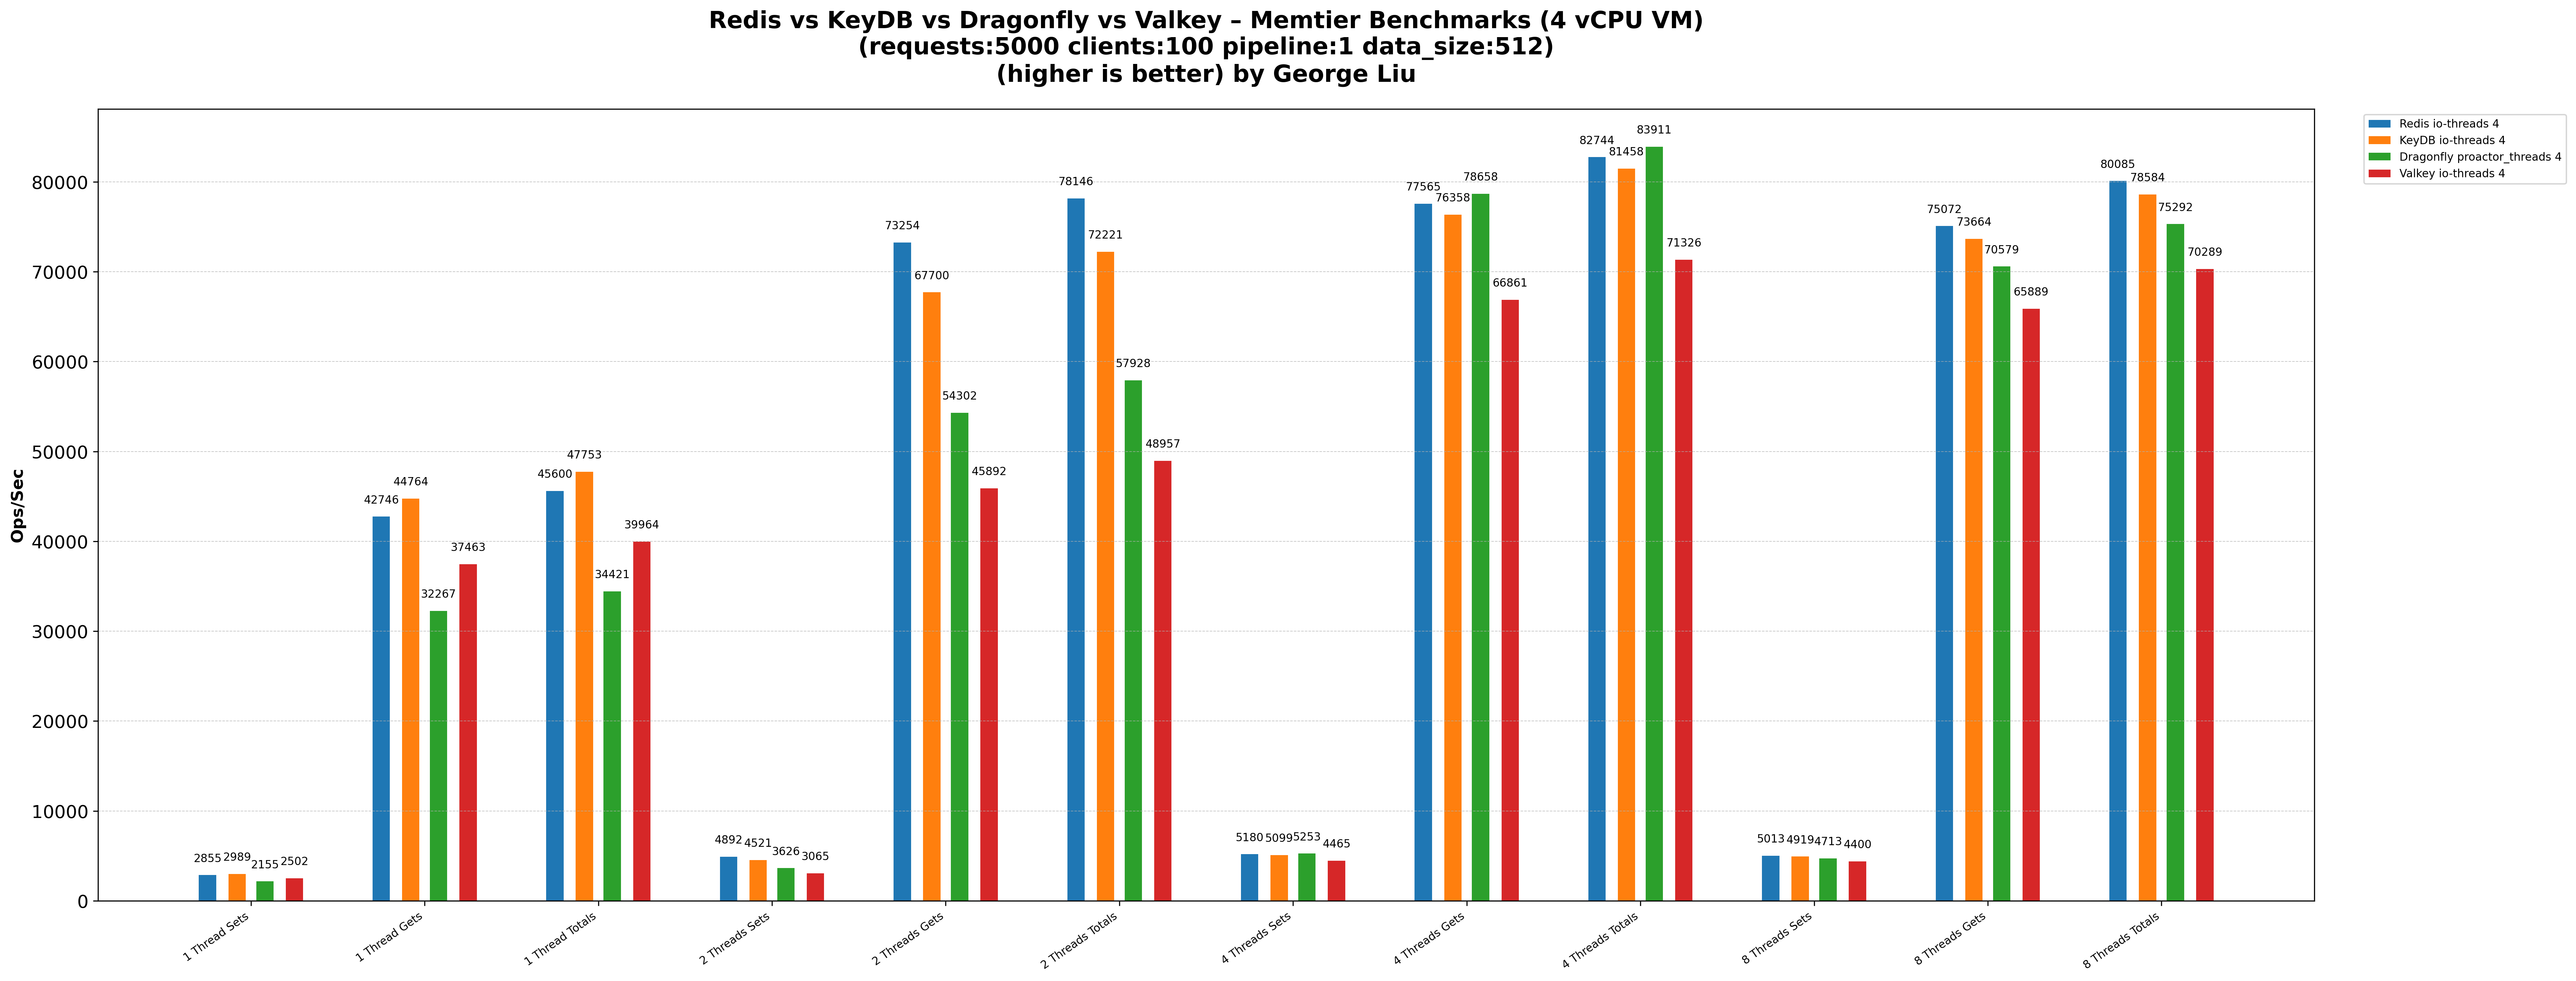 Redis vs KeyDB vs Dragonfly vs Valkey – Memtier Benchmarks (4 vCPU VM)
(requests:5000 clients:100 pipeline:1 data_size:512)
(higher is better) by George Liu
Redis io-threads 4
KeyDB io-threads 4
Dragonfly proactor_threads 4
Valkey io-threads 4
Ops/Sec
80000
70000
60000
50000
40000
30000
20000
10000
0
2855 2989 2155 2502
42746 44764 32267 37463
45600 47753 34421 39964
4892 4521 3626 3065
73254 67700 54302 45892
78146 72221 57928 48957
5180 5099 5253 4465
77565 76358 78658 66861
82744 81458 83911 71326
5013 4919 4713 4400
75072 73664 70579 65889
80085 78584 75292 70289
1 Thread Sets
1 Thread Gets
1 Thread Totals
2 Threads Sets
2 Threads Gets
2 Threads Totals
4 Threads Sets
4 Threads Gets
4 Threads Totals
8 Threads Sets
8 Threads Gets
8 Threads Totals